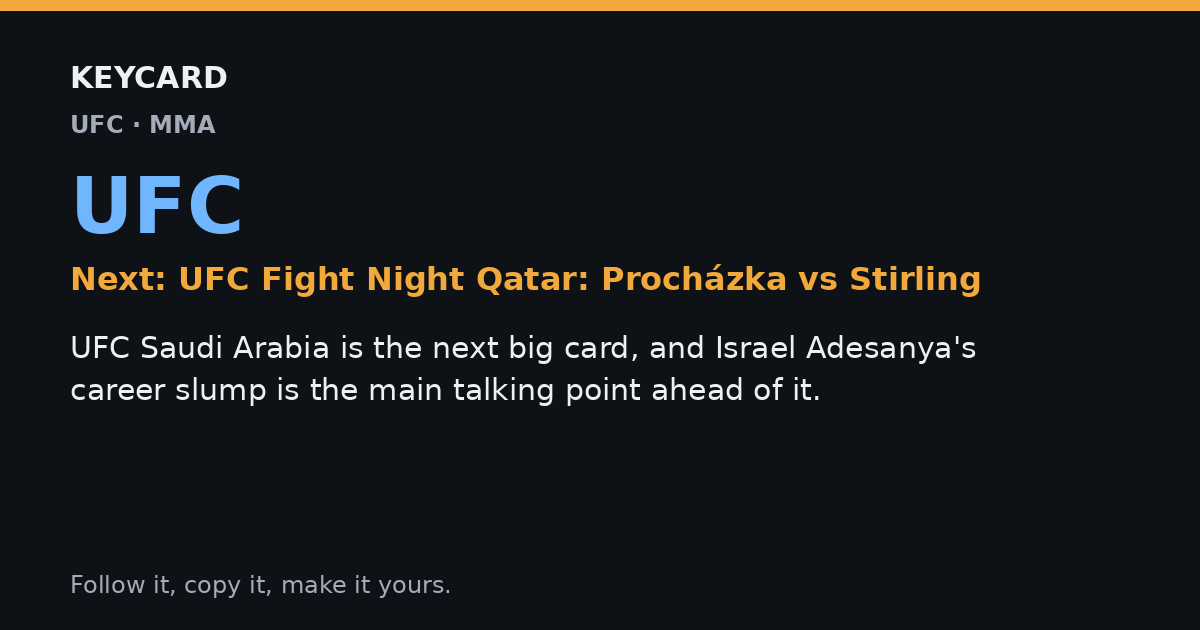 KEYCARD
UFC · MMA
UFC
Next: UFC Fight Night Qatar: Procházka vs Stirling
UFC Saudi Arabia is the next big card, and Israel Adesanya's
career slump is the main talking point ahead of it.
Follow it, copy it, make it yours.